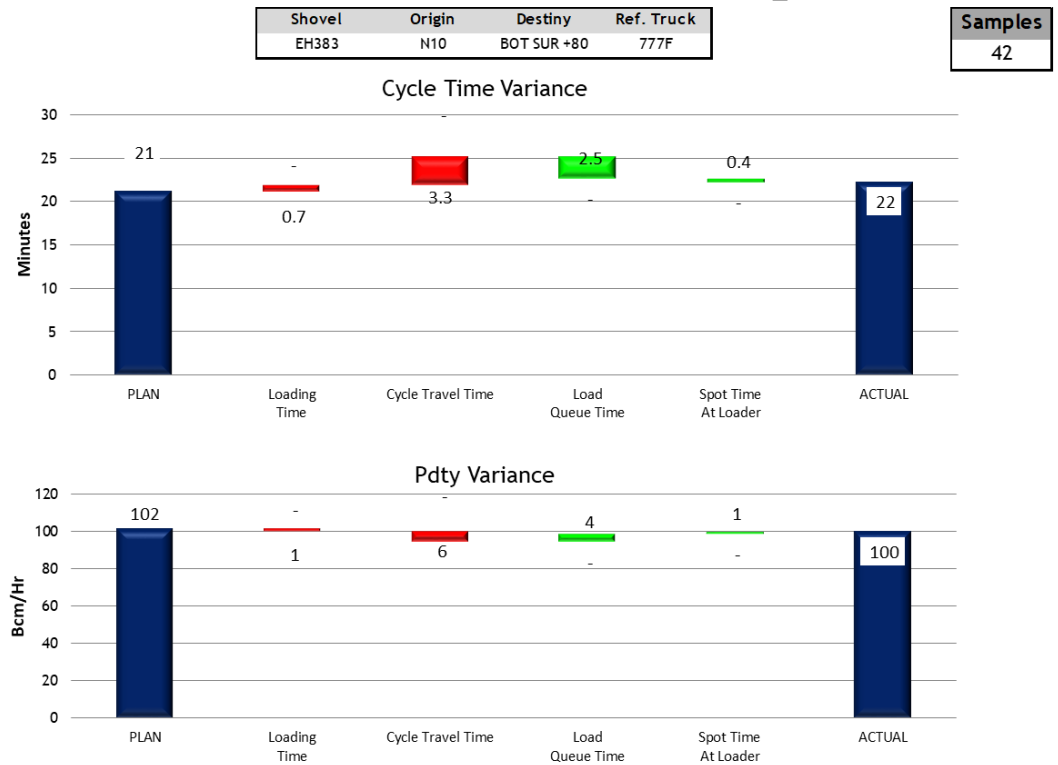 Shovel Origin Destiny Ref. Truck
EH383 N10 BOT SUR +80 777F
Samples
42
Cycle Time Variance
Minutes
30
25
20
15
10
5
0
21
-
0.7
-
3.3
2.5
-
0.4
-
22
PLAN
Loading
Time
Cycle Travel Time
Load
Queue Time
Spot Time
At Loader
ACTUAL
Pdty Variance
Bcm/Hr
120
100
80
60
40
20
0
102
-
1
-
6
4
-
1
-
100
PLAN
Loading
Time
Cycle Travel Time
Load
Queue Time
Spot Time
At Loader
ACTUAL